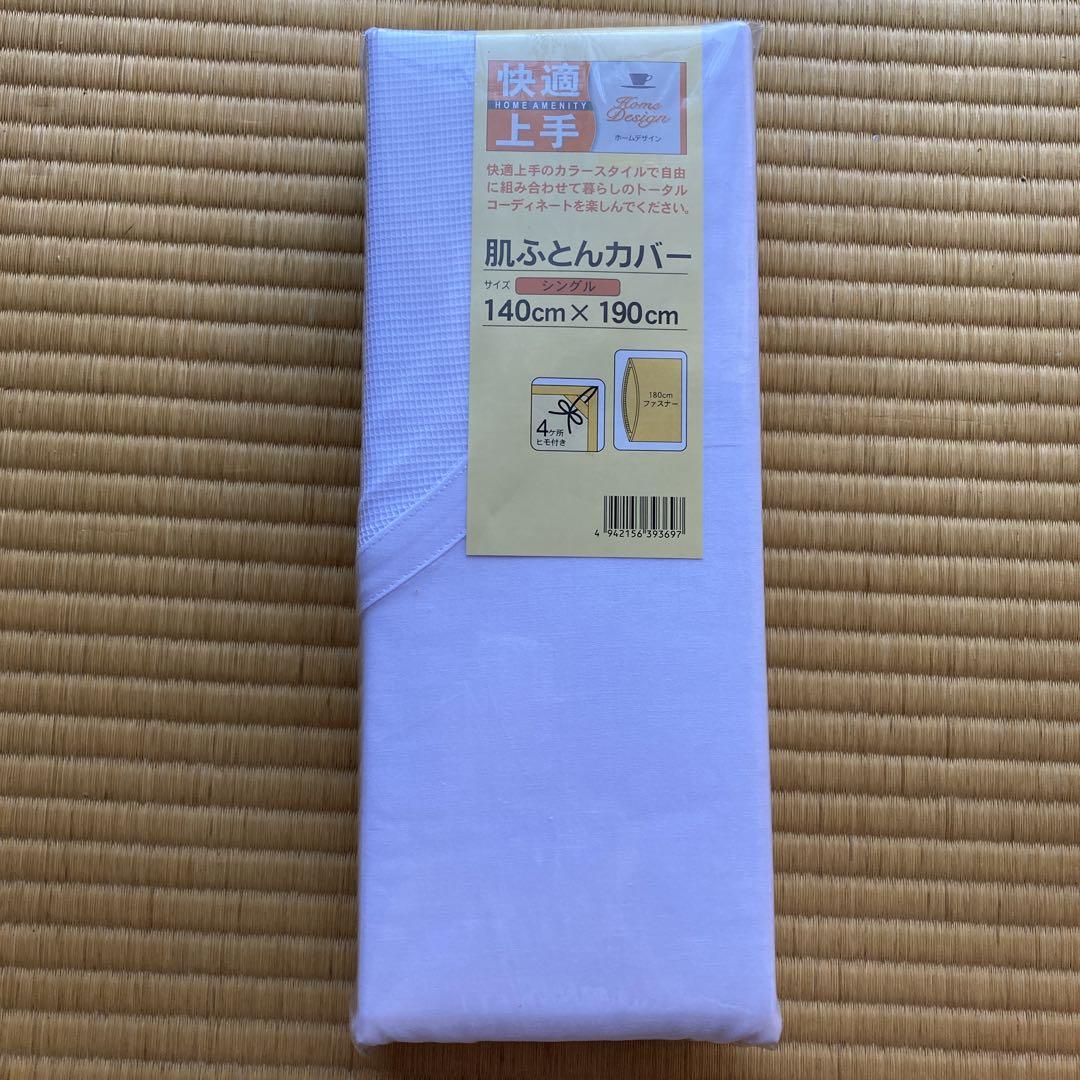 快適
HOME AMENITY
上手
Home
Design
ホームデザイン
快適上手のカラースタイルで自由
に組み合わせて暮らしのトータル
コーディネートを楽しんでください。
肌ふとんカバー
サイズ シングル
140cm×190cm
180cm
ファスナー
4ケ所
ヒモ付き
4 942156 393697